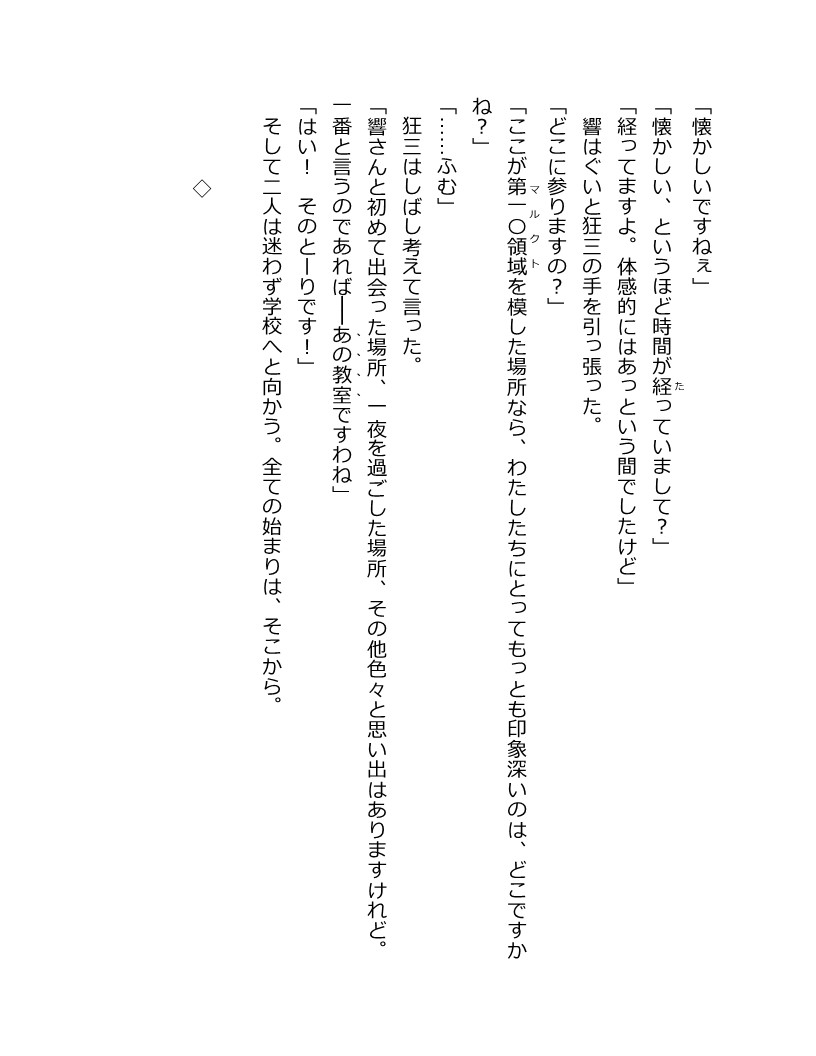 「懐かしいですねぇ」
「懐かしい、というほど時間が経っていまして？」
「経ってますよ。体感的にはあっという間でしたけど」
響はぐいと狂三の手を引っ張った。
「どこに参りますの？」
「ここが第一〇領域を模した場所なら、わたしたちにとってもっとも印象深いのは、どこですか
ね？」
「……ふむ」
狂三はしばし考えて言った。
「響さんと初めて出会った場所、一夜を過ごした場所、その他色々と思い出はありますけれど。
一番と言うのであれば――あの教室ですわね」
「はい！　そのとーりです！」
そして二人は迷わず学校へと向かう。全ての始まりは、そこから。
◇
た
マルクト